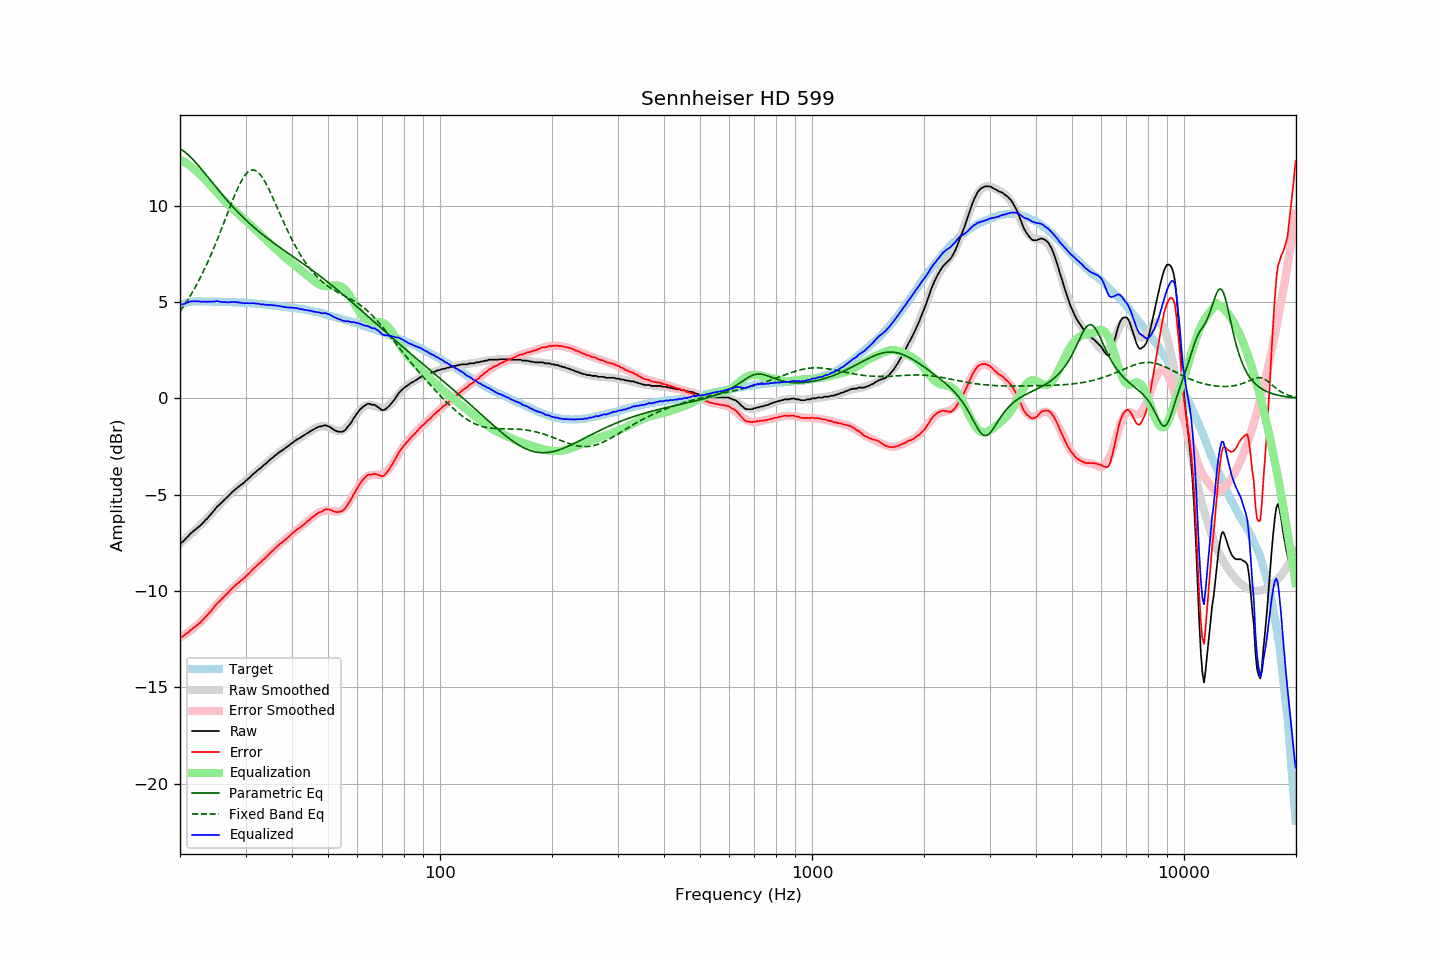 Sennheiser HD 599
Amplitude (dBr)
10
5
0
−5
−10
−15
−20
Target
Raw Smoothed
Error Smoothed
Raw
Error
Equalization
Parametric Eq
Fixed Band Eq
Equalized
100
1000
10000
Frequency (Hz)